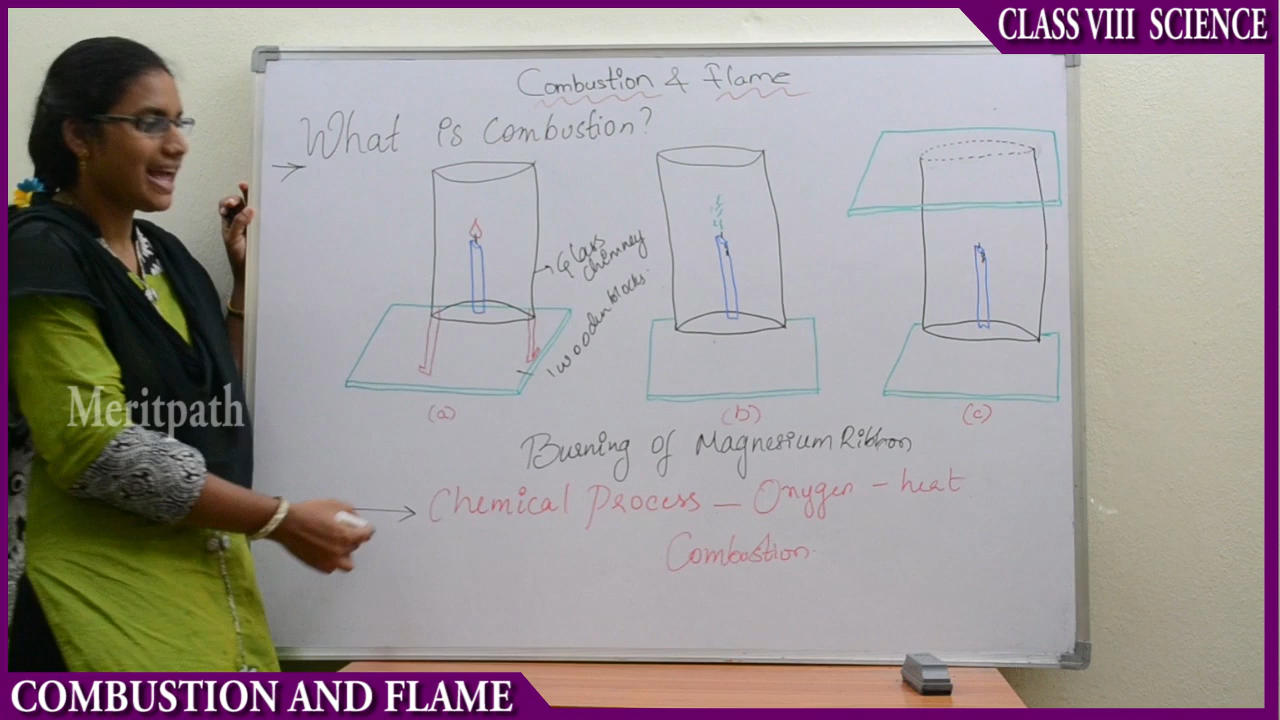 CLASS VIII SCIENCE
Combustion & Flame
What is Combustion?
Glass
chemney
wooden blocks
(a)
(b)
(c)
Burning of Magnesium Ribbon
Chemical Process — Oxygen - heat
Combustion
Meritpath
COMBUSTION AND FLAME